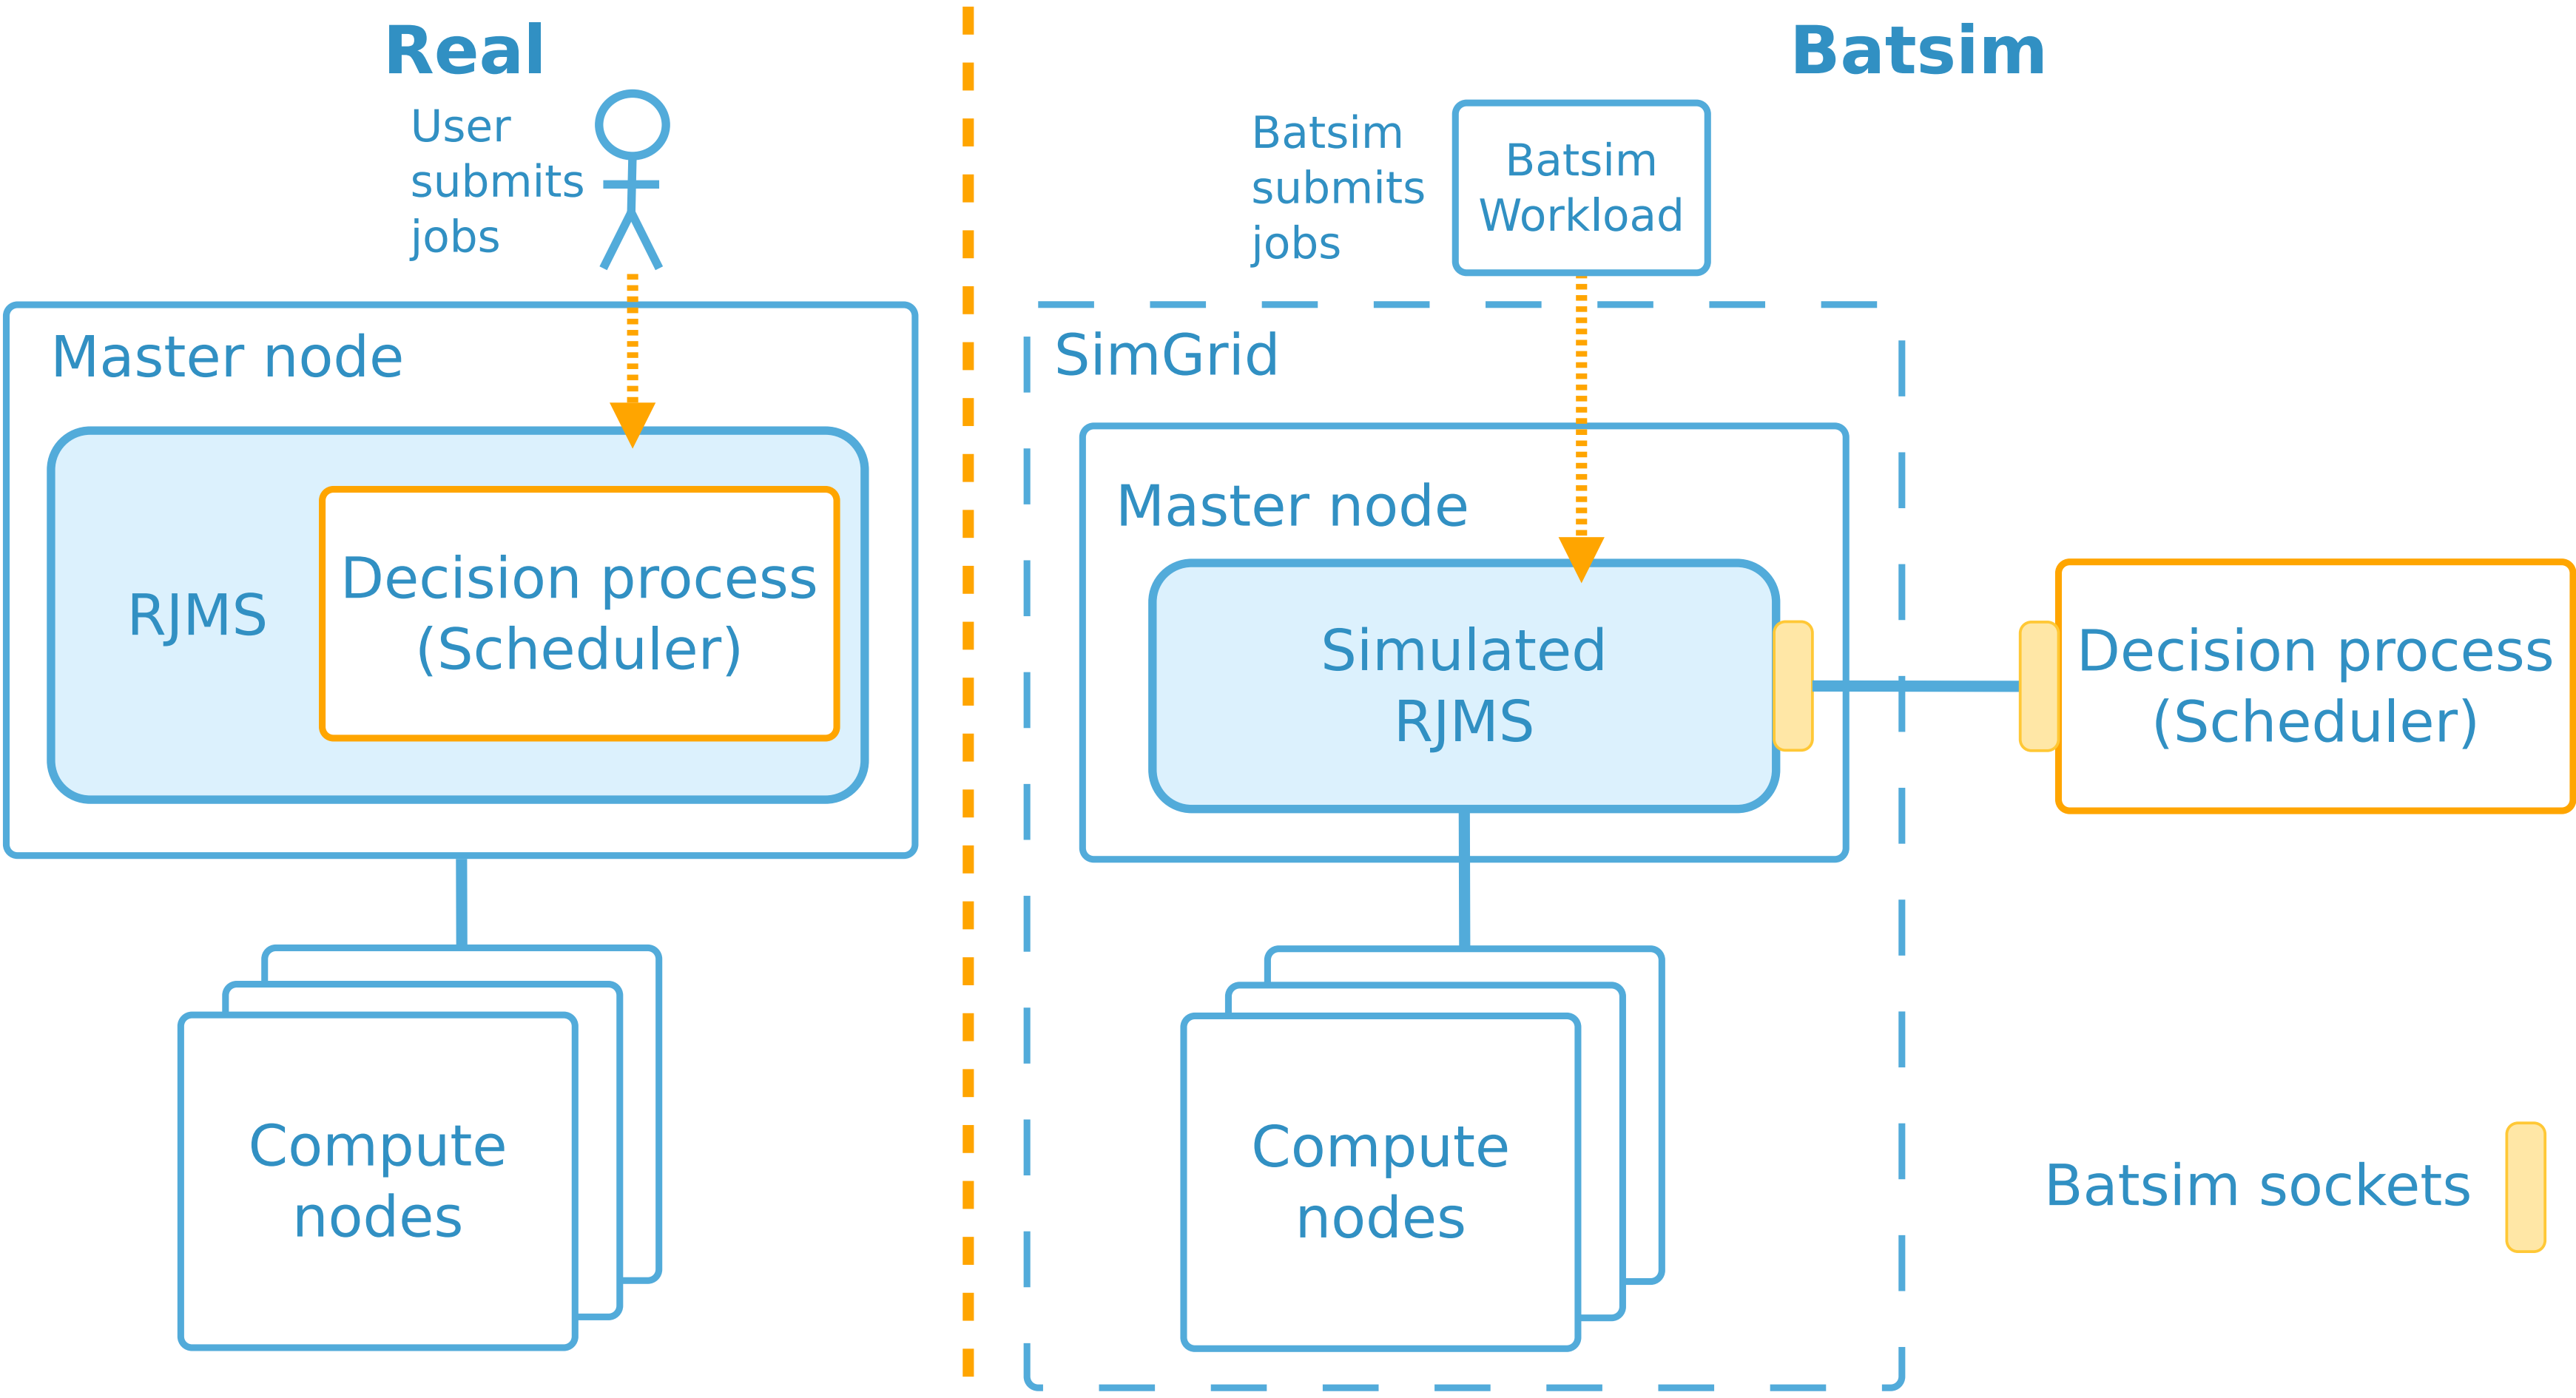 Real
User
submits
jobs
Master node
RJMS
Decision process
(Scheduler)
Compute
nodes
Batsim
Batsim
submits
jobs
Batsim
Workload
SimGrid
Master node
Simulated
RJMS
Decision process
(Scheduler)
Compute
nodes
Batsim sockets